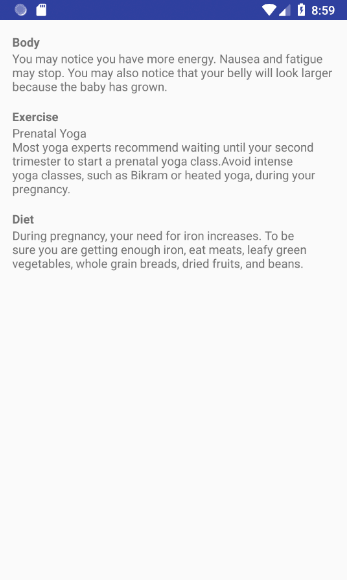 8:59
Body
You may notice you have more energy. Nausea and fatigue
may stop. You may also notice that your belly will look larger
because the baby has grown.
Exercise
Prenatal Yoga
Most yoga experts recommend waiting until your second
trimester to start a prenatal yoga class.Avoid intense
yoga classes, such as Bikram or heated yoga, during your
pregnancy.
Diet
During pregnancy, your need for iron increases. To be
sure you are getting enough iron, eat meats, leafy green
vegetables, whole grain breads, dried fruits, and beans.